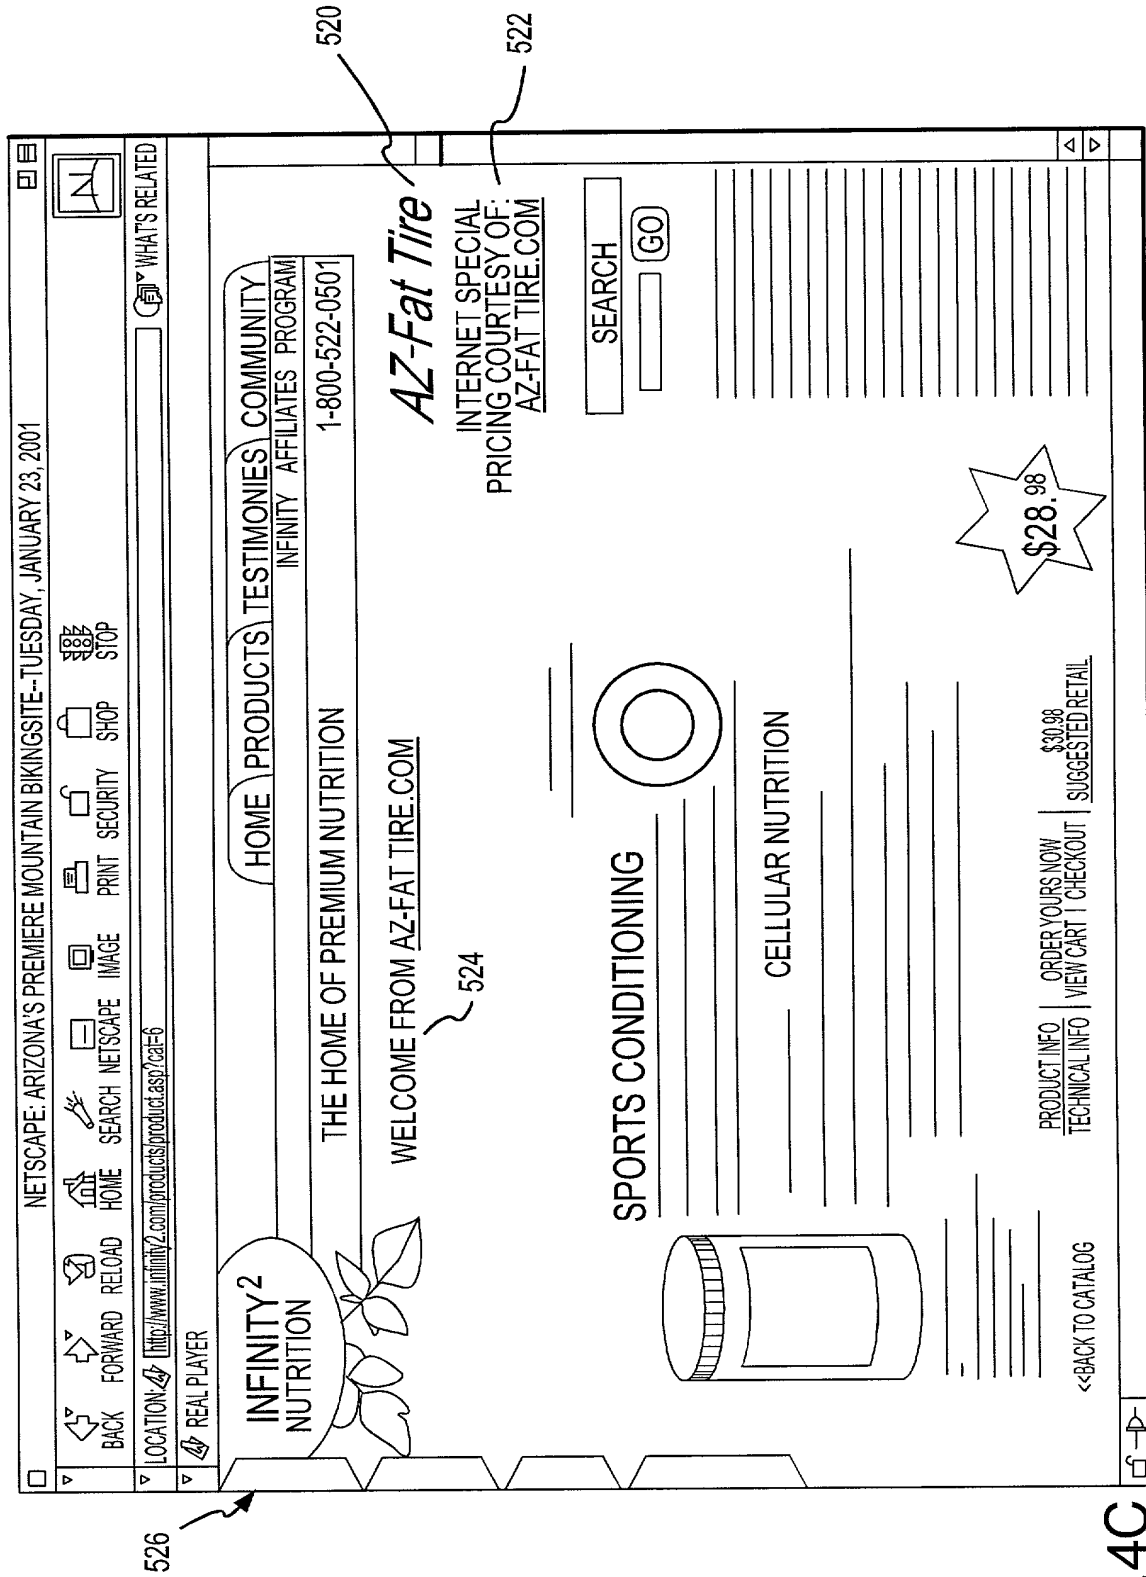 NETSCAPE: ARIZONA'S PREMIERE MOUNTAIN BIKINGSITE--TUESDAY, JANUARY 23, 2001
BACK FORWARD RELOAD HOME SEARCH NETSCAPE IMAGE PRINT SECURITY SHOP STOP
N
LOCATION: http://www.infinity2.com/products/product.asp?cat=6
WHAT'S RELATED
REAL PLAYER
526
INFINITY²
NUTRITION
HOME PRODUCTS TESTIMONIES COMMUNITY
INFINITY AFFILIATES PROGRAM
THE HOME OF PREMIUM NUTRITION
1-800-522-0501
WELCOME FROM AZ-FAT TIRE.COM
524
AZ-Fat Tire
520
INTERNET SPECIAL
PRICING COURTESY OF:
AZ-FAT TIRE.COM
522
SEARCH
GO
SPORTS CONDITIONING
CELLULAR NUTRITION
$28.98
PRODUCT INFO | ORDER YOURS NOW | $30.98
TECHNICAL INFO | VIEW CART | CHECKOUT | SUGGESTED RETAIL
<<BACK TO CATALOG
4C